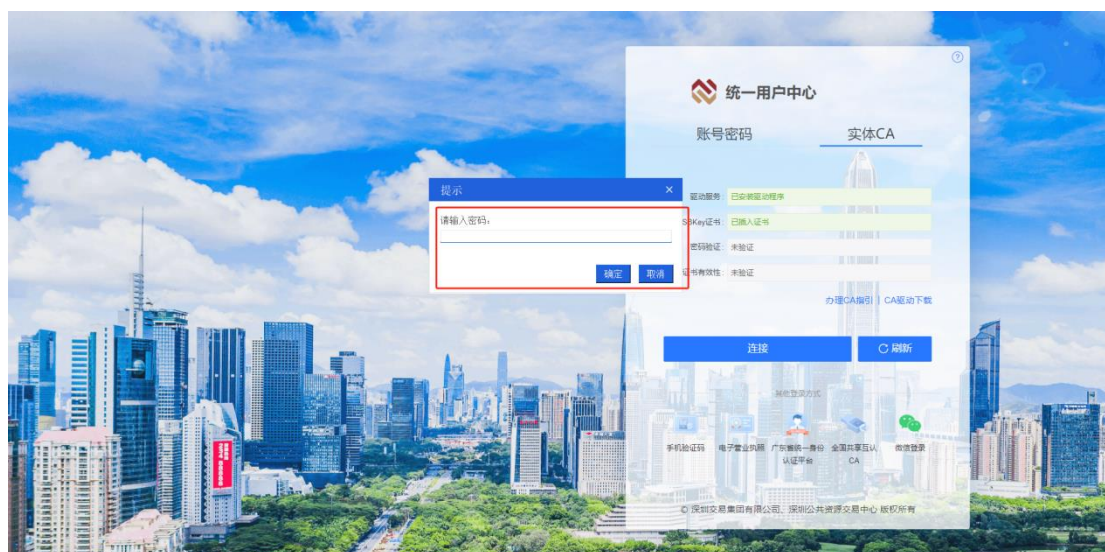 统一用户中心
账号密码
实体CA
提示
×
请输入密码:
确定 取消
驱动服务: 已安装驱动程序
SBKey证书: 已插入证书
密码验证: 未验证
证书有效性: 未验证
办理CA指引 | CA驱动下载
连接
刷新
其他登录方式
手机验证码
电子营业执照
广东省统一身份
认证平台
全国共享互认
CA
微信登录
© 深圳交易集团有限公司、深圳公共资源交易中心 版权所有